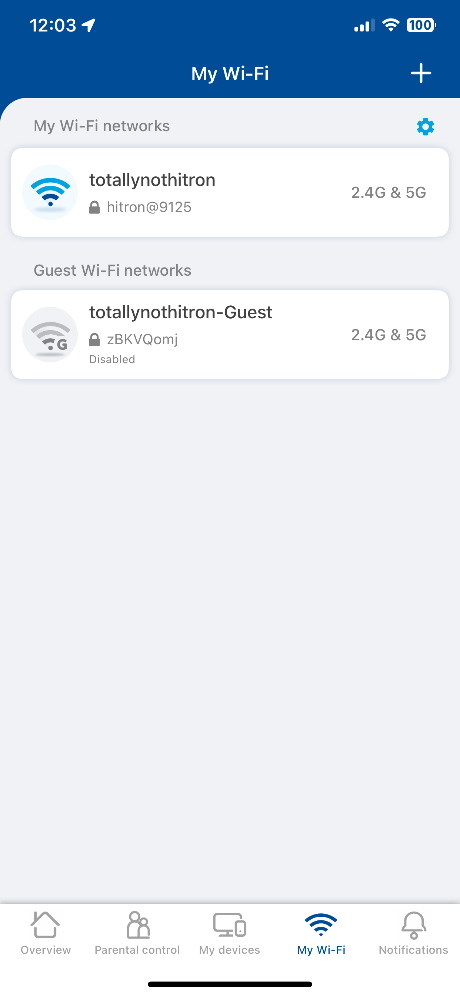 12:03
100
My Wi-Fi
My Wi-Fi networks
totallynothitron
hitron@9125
2.4G & 5G
Guest Wi-Fi networks
totallynothitron-Guest
G
zBKVQomj
2.4G & 5G
Disabled
Overview
Parental control
My devices
My Wi-Fi
Notifications